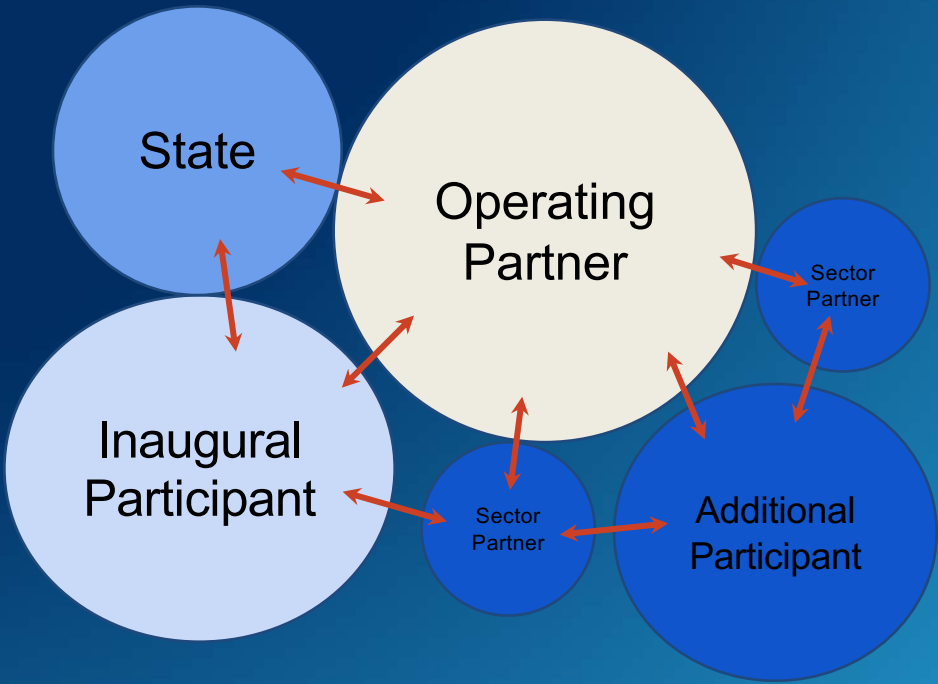 State
Operating
Partner
Sector
Partner
Inaugural
Participant
Sector
Partner
Additional
Participant